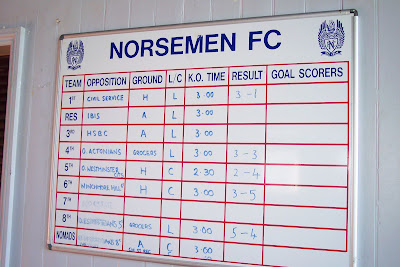 NORSEMEN FC
TEAM OPPOSITION GROUND L/C K.O. TIME RESULT GOAL SCORERS
1ST CIVIL SERVICE H L 3.00 3-1
RES IBIS A L 3.00
3RD HSBC A L 3.00
4TH O. ACTONIANS GROCERS L 3.00 3-3
5TH O. WESTMINSTER H C 2.30 2-4
6TH WINCHMORE HILL H C 3.00 3-5
7TH
8TH GROCERS L 3.00 5-4
NOMADS A C 3.00